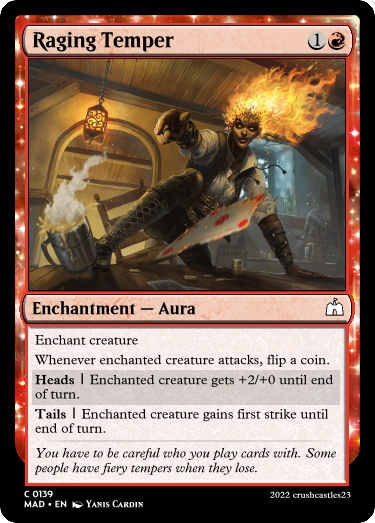 Raging Temper 1
Enchantment — Aura
Enchant creature
Whenever enchanted creature attacks, flip a coin.
Heads | Enchanted creature gets +2/+0 until end
of turn.
Tails | Enchanted creature gains first strike until
end of turn.
You have to be careful who you play cards with. Some
people have fiery tempers when they lose.
C 0139
MAD • EN Yanis Cardin
2022 crushcastles23